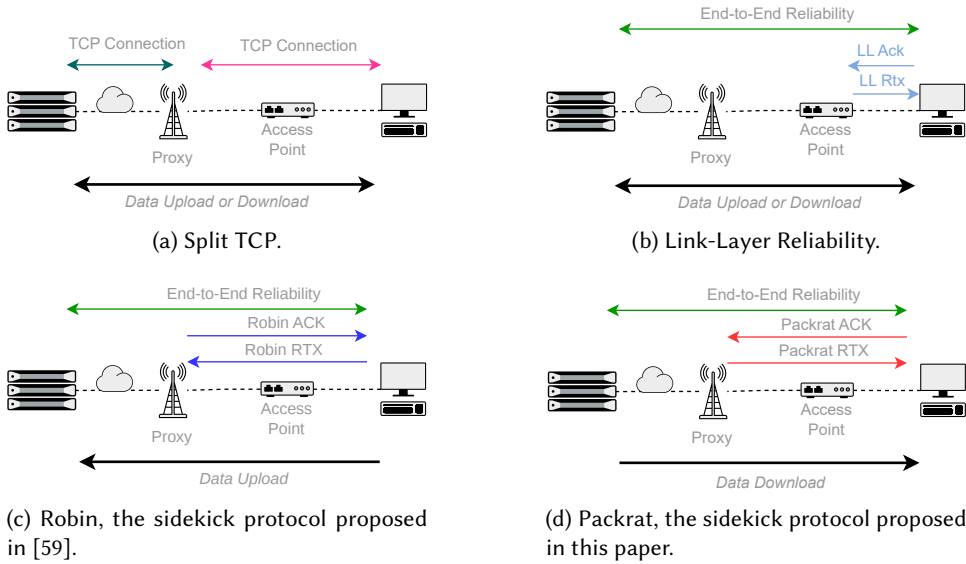 TCP Connection
TCP Connection
Proxy
Access
Point
Data Upload or Download
(a) Split TCP.
End-to-End Reliability
LL Ack
LL Rtx
Proxy
Access
Point
Data Upload or Download
(b) Link-Layer Reliability.
End-to-End Reliability
Robin ACK
Robin RTX
Proxy
Access
Point
Data Upload
(c) Robin, the sidekick protocol proposed
in [59].
End-to-End Reliability
Packrat ACK
Packrat RTX
Proxy
Access
Point
Data Download
(d) Packrat, the sidekick protocol proposed
in this paper.